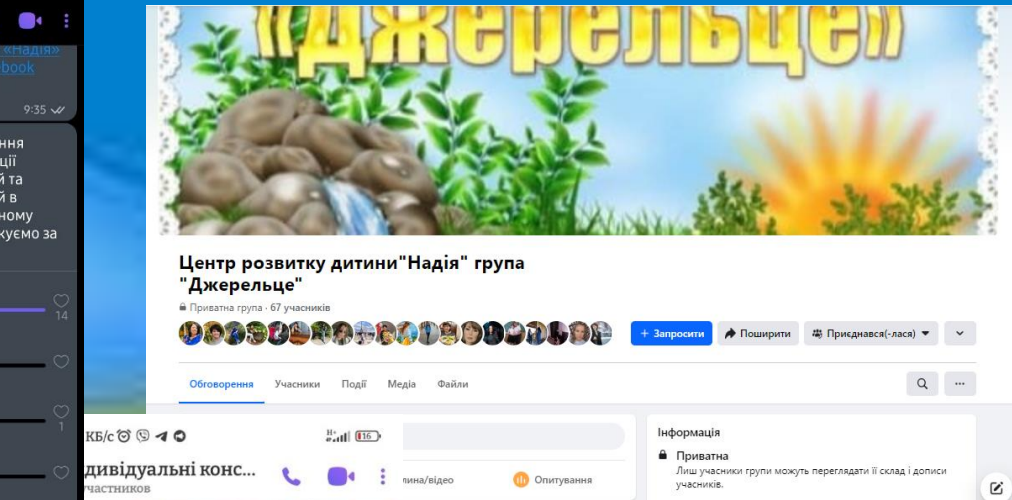 «Надія»
book
9:35
ння
ції
й та
й в
ному
куємо за
14
1
«Джерельце»
Центр розвитку дитини"Надія" група
"Джерельце"
Приватна група · 67 учасників
+ Запросити
Поширити
Приєднався(-лася)
Обговорення Учасники Події Медіа Файли
Інформація
Приватна
Лиш учасники групи можуть переглядати її склад і дописи
учасників.
КБ/с
H+
16
дивідуальні конс...
частников
лина/відео
Опитування